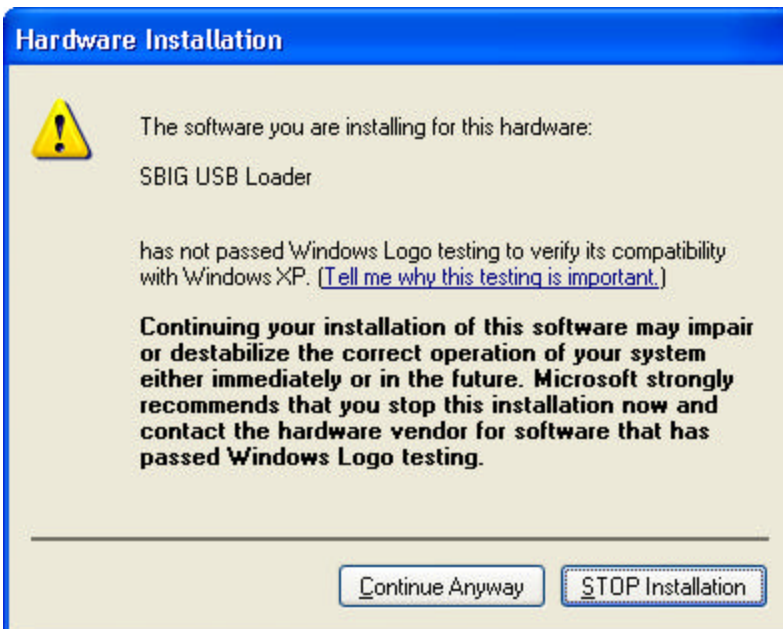 Hardware Installation
The software you are installing for this hardware:
SBIG USB Loader
has not passed Windows Logo testing to verify its compatibility
with Windows XP. (Tell me why this testing is important.)
Continuing your installation of this software may impair
or destabilize the correct operation of your system
either immediately or in the future. Microsoft strongly
recommends that you stop this installation now and
contact the hardware vendor for software that has
passed Windows Logo testing.
Continue Anyway
STOP Installation